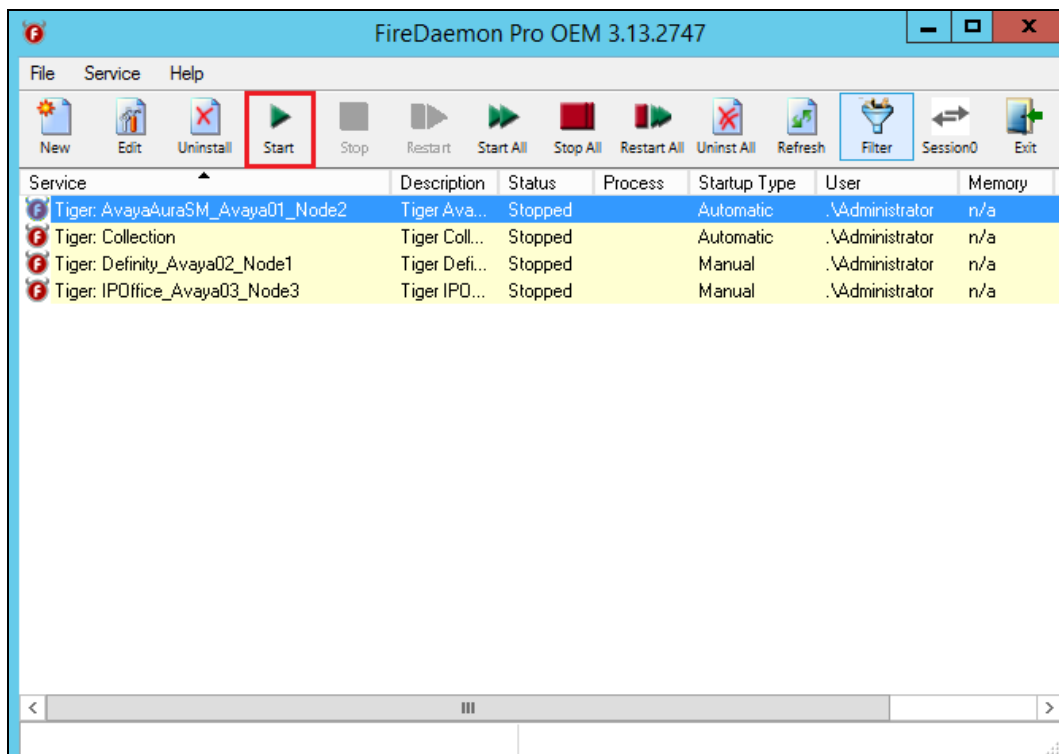 FireDaemon Pro OEM 3.13.2747
File Service Help
New Edit Uninstall Start Stop Restart Start All Stop All Restart All Uninst All Refresh Filter Session0 Exit
Service Description Status Process Startup Type User Memory
Tiger: AvayaAuraSM_Avaya01_Node2 Tiger Ava... Stopped Automatic .\Administrator n/a
Tiger: Collection Tiger Coll... Stopped Automatic .\Administrator n/a
Tiger: Definity_Avaya02_Node1 Tiger Defi... Stopped Manual .\Administrator n/a
Tiger: IPOffice_Avaya03_Node3 Tiger IPO... Stopped Manual .\Administrator n/a